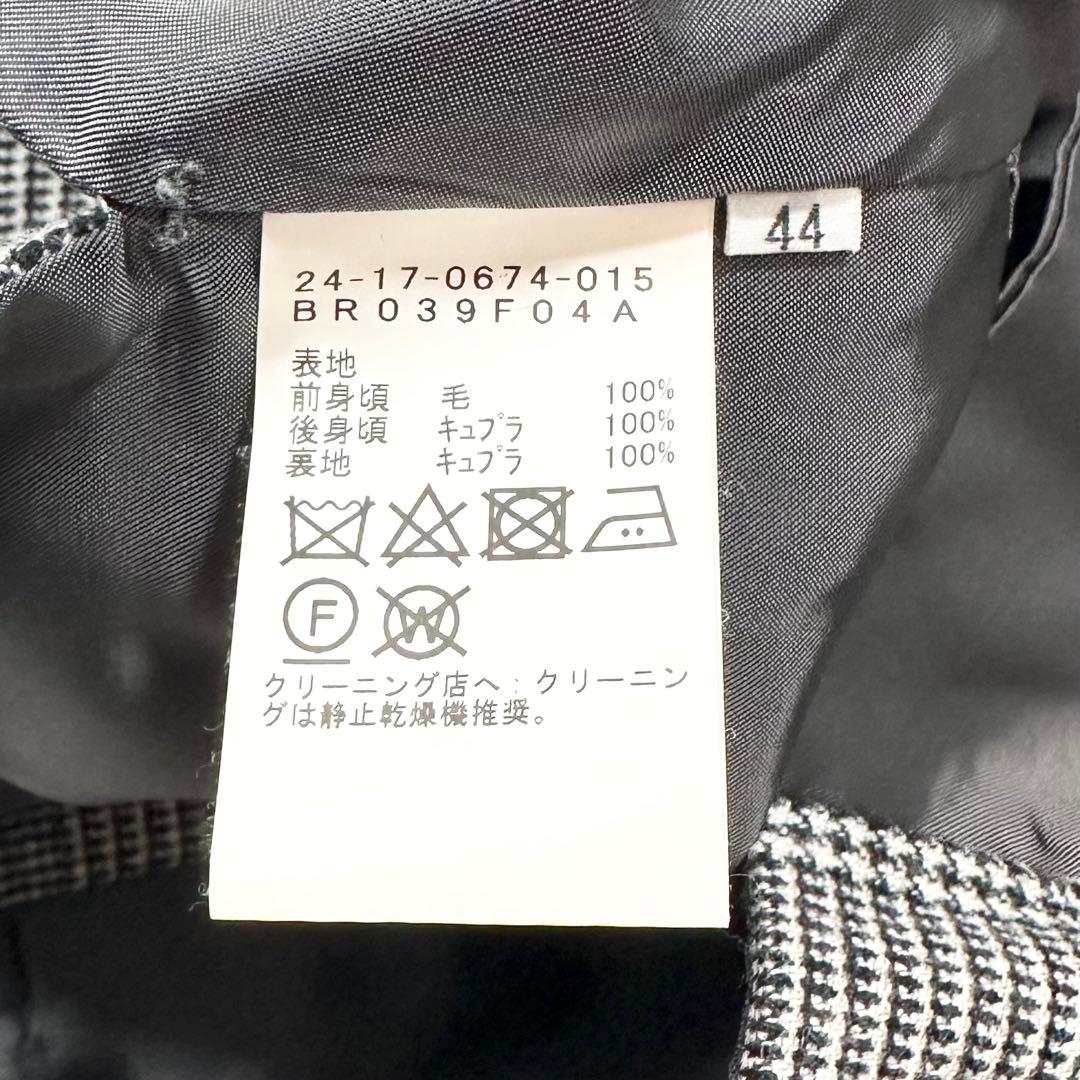 44
24-17-0674-015
BR039F04A
表地
前身頃 毛 100%
後身頃 キュプラ 100%
裏地 キュプラ 100%
F W
クリーニング店へ:クリーニン
グは静止乾燥機推奨。